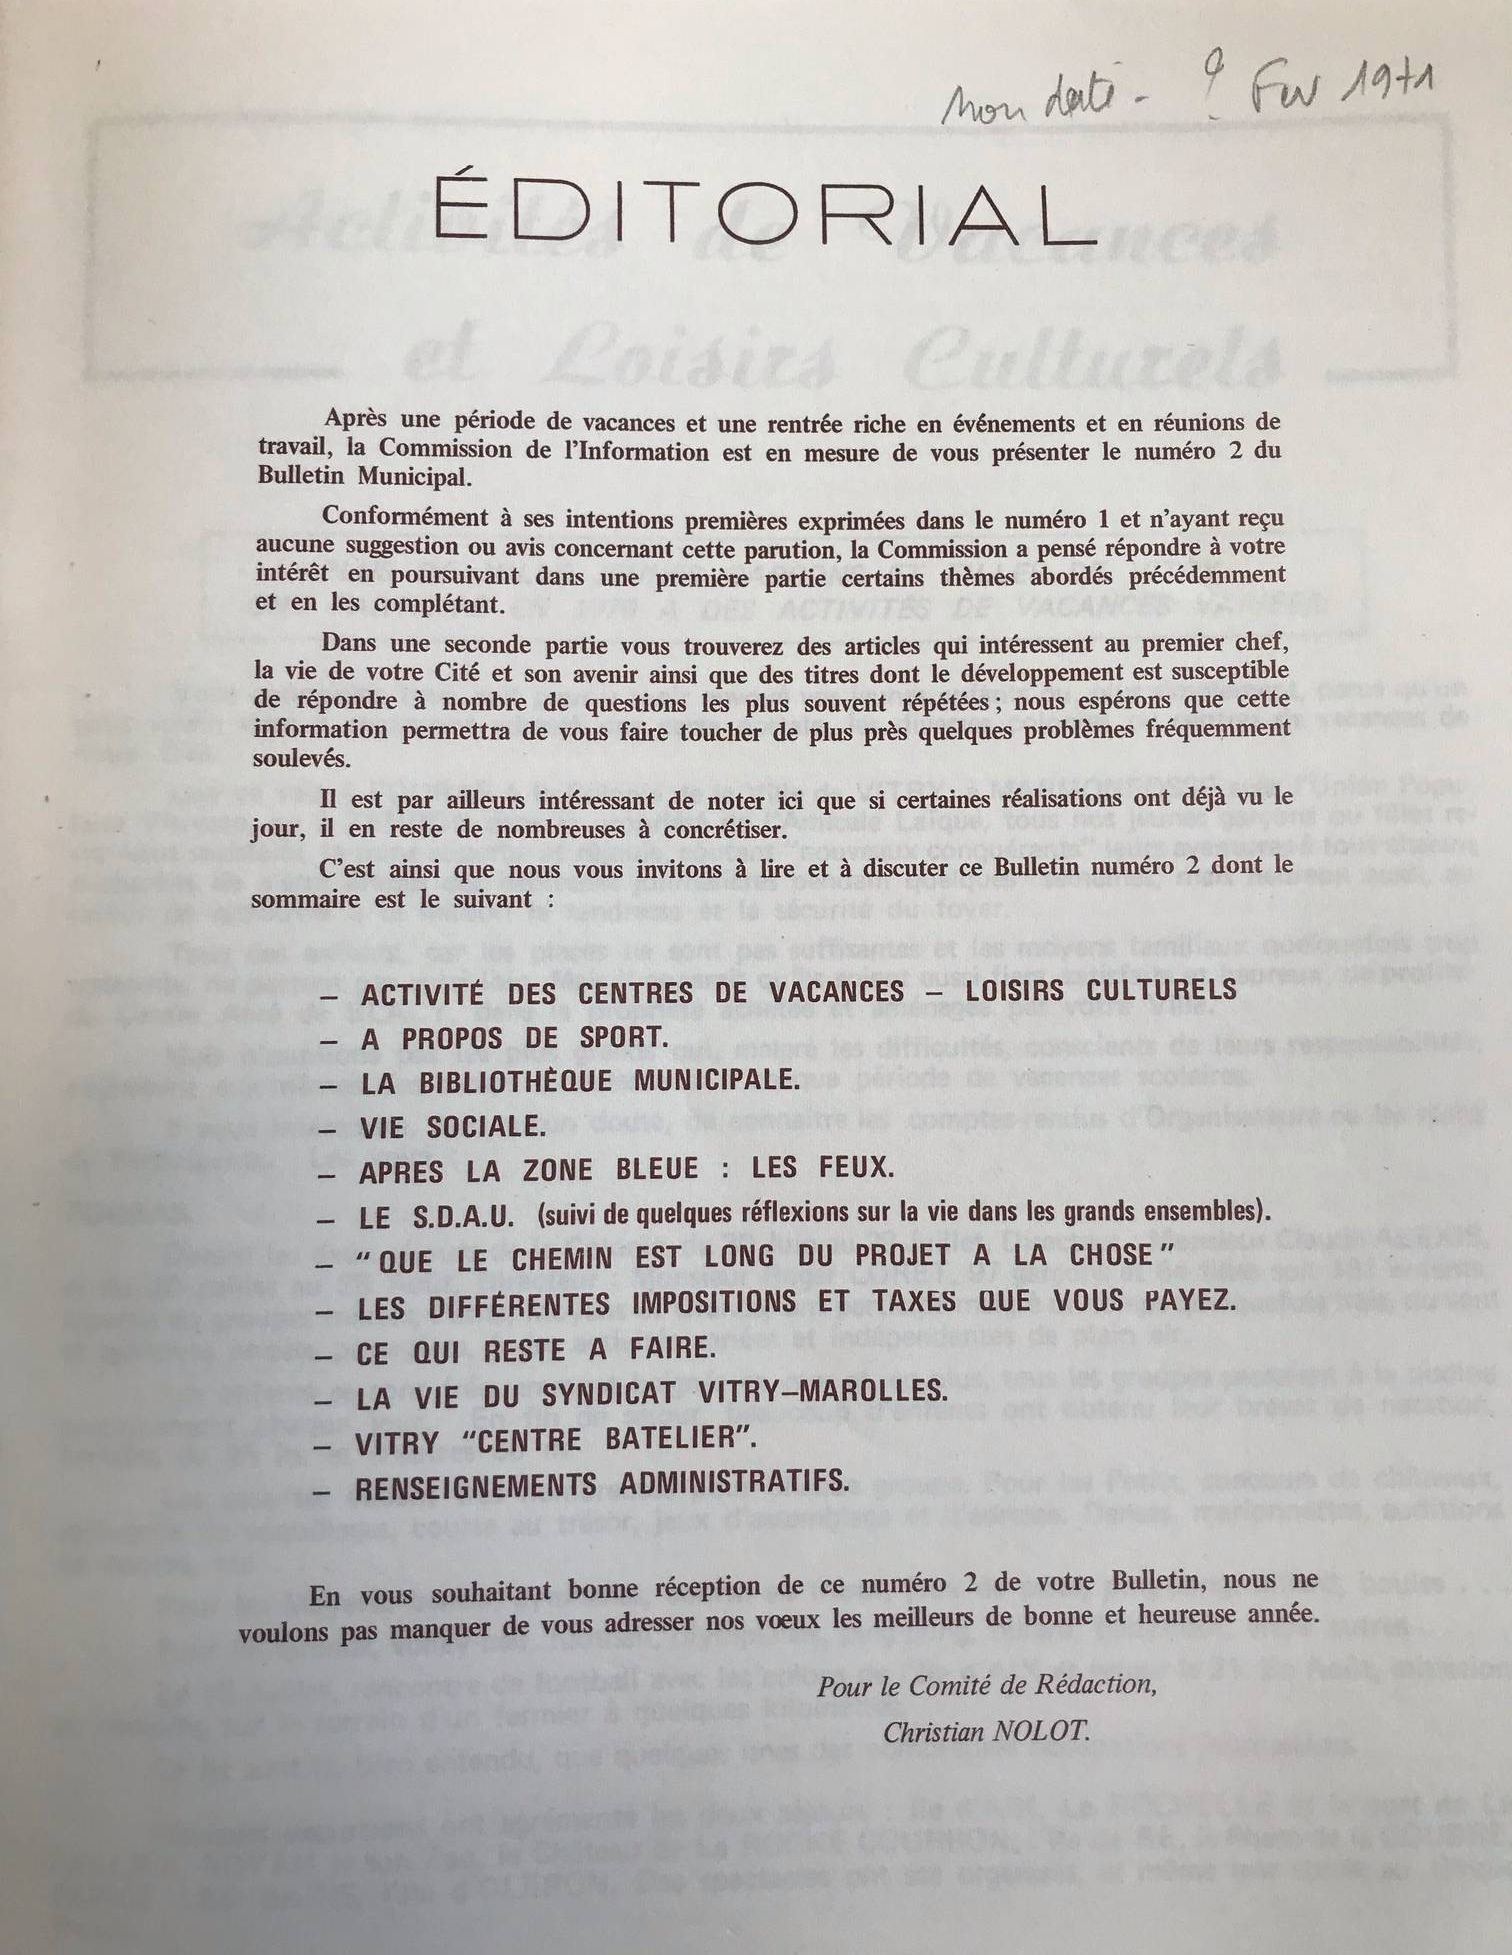 non daté - ? Fev 1971
ÉDITORIAL
Après une période de vacances et une rentrée riche en événements et en réunions de
travail, la Commission de l'Information est en mesure de vous présenter le numéro 2 du
Bulletin Municipal.
Conformément à ses intentions premières exprimées dans le numéro 1 et n'ayant reçu
aucune suggestion ou avis concernant cette parution, la Commission a pensé répondre à votre
intérêt en poursuivant dans une première partie certains thèmes abordés précédemment
et en les complétant.
Dans une seconde partie vous trouverez des articles qui intéressent au premier chef,
la vie de votre Cité et son avenir ainsi que des titres dont le développement est susceptible
de répondre à nombre de questions les plus souvent répétées ; nous espérons que cette
information permettra de vous faire toucher de plus près quelques problèmes fréquemment
soulevés.
Il est par ailleurs intéressant de noter ici que si certaines réalisations ont déjà vu le
jour, il en reste de nombreuses à concrétiser.
C'est ainsi que nous vous invitons à lire et à discuter ce Bulletin numéro 2 dont le
sommaire est le suivant :
– ACTIVITÉ DES CENTRES DE VACANCES – LOISIRS CULTURELS
– A PROPOS DE SPORT.
– LA BIBLIOTHÈQUE MUNICIPALE.
– VIE SOCIALE.
– APRES LA ZONE BLEUE : LES FEUX.
– LE S.D.A.U. (suivi de quelques réflexions sur la vie dans les grands ensembles).
– "QUE LE CHEMIN EST LONG DU PROJET A LA CHOSE"
– LES DIFFÉRENTES IMPOSITIONS ET TAXES QUE VOUS PAYEZ.
– CE QUI RESTE A FAIRE.
– LA VIE DU SYNDICAT VITRY–MAROLLES.
– VITRY "CENTRE BATELIER".
– RENSEIGNEMENTS ADMINISTRATIFS.
En vous souhaitant bonne réception de ce numéro 2 de votre Bulletin, nous ne
voulons pas manquer de vous adresser nos vœux les meilleurs de bonne et heureuse année.
Pour le Comité de Rédaction,
Christian NOLOT.